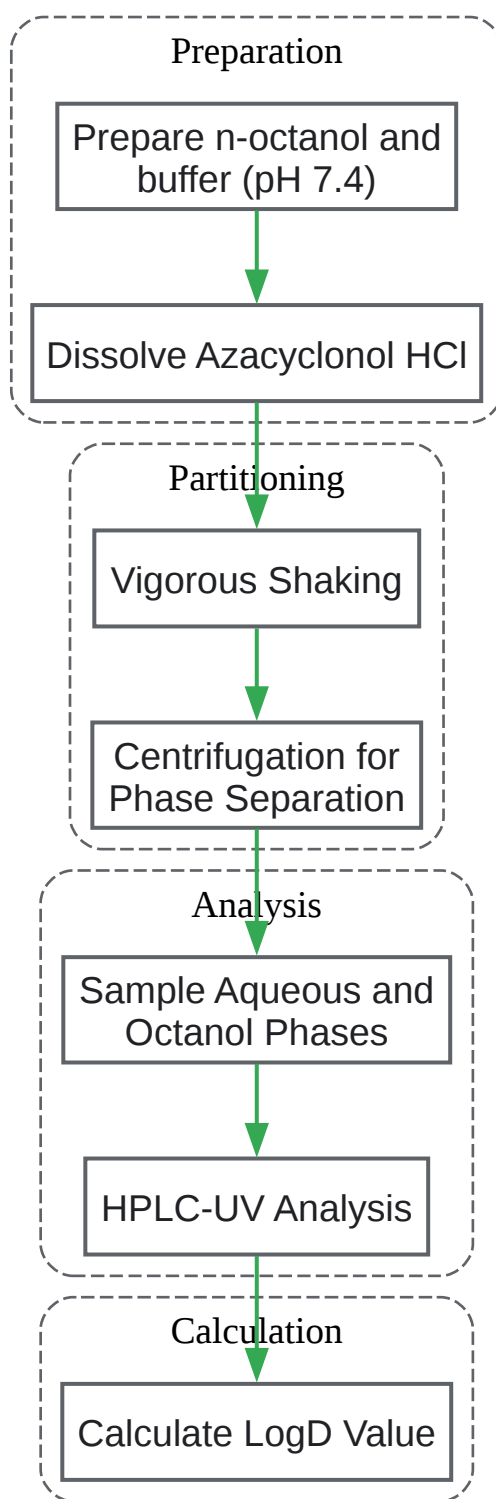 Preparation
Prepare n-octanol and
buffer (pH 7.4)
Dissolve Azacyclonol HCl
Partitioning
Vigorous Shaking
Centrifugation for
Phase Separation
Analysis
Sample Aqueous and
Octanol Phases
HPLC-UV Analysis
Calculation
Calculate LogD Value